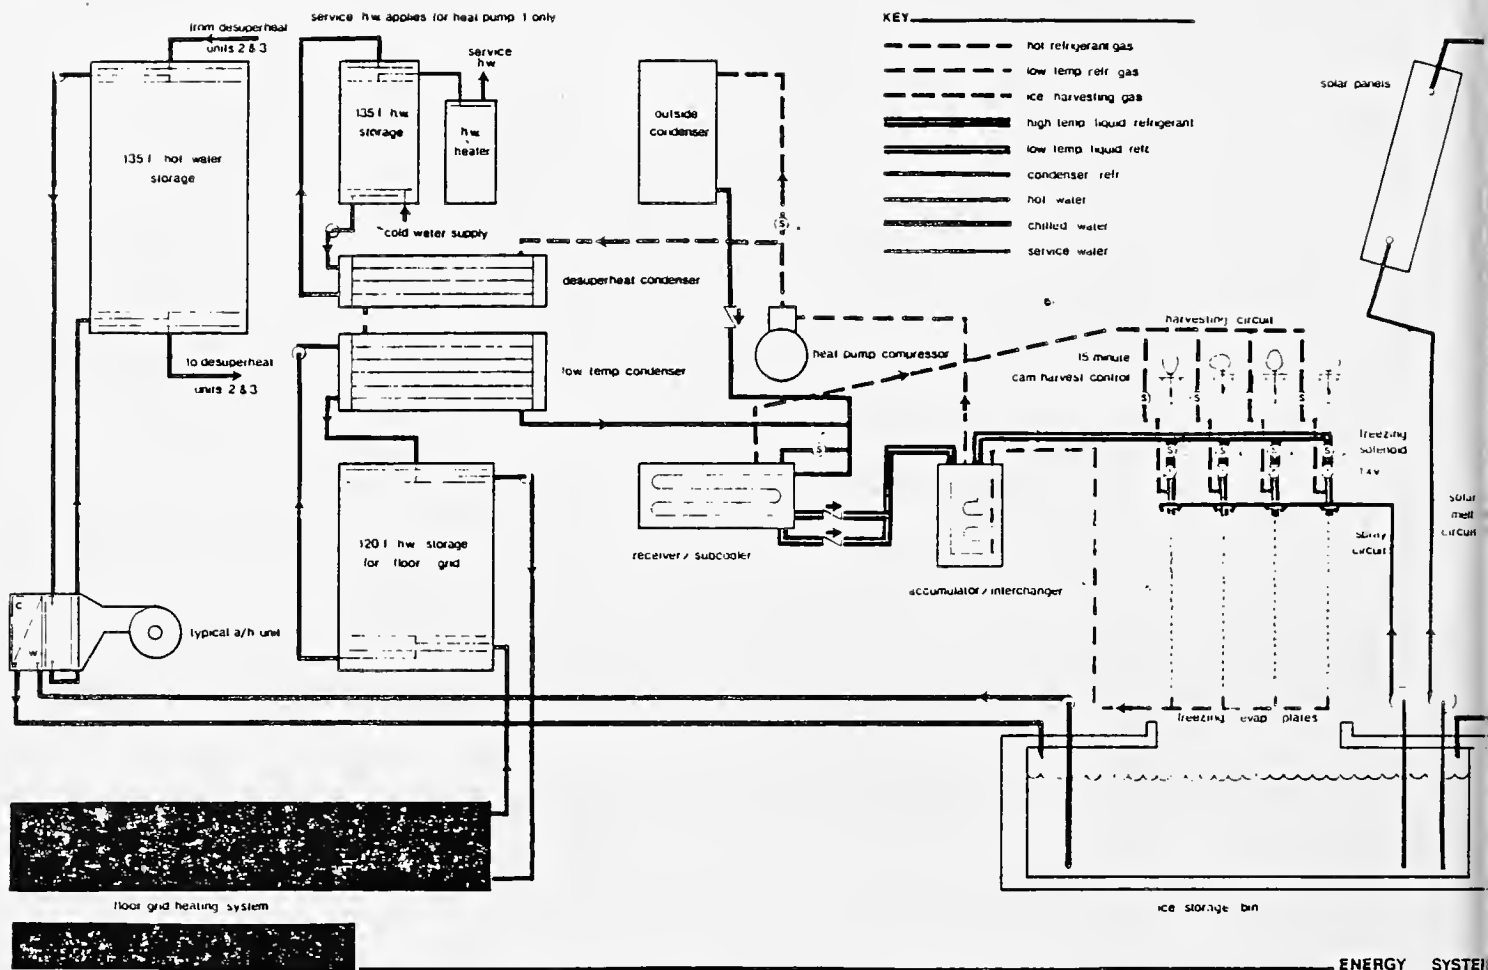 from desuperheat
units 2 & 3
service hw applies for heat pump 1 only
service
hw
135 l hot water
storage
135 l hw
storage
hw
heater
cold water supply
outside
condenser
KEY
hot refrigerant gas
low temp refr gas
ice harvesting gas
high temp liquid refrigerant
low temp liquid refr
condenser refr
hot water
chilled water
service water
solar panels
desuperheat condenser
low temp condenser
to desuperheat
units 2 & 3
heat pump compressor
harvesting circuit
15 minute
cam harvest control
S
S
S
S
S
S
S
S
S
freezing
solenoid
txv
120 l hw storage
for floor grid
receiver/subcooler
accumulator/interchanger
spray
circuit
solar
melt
circuit
C
W
typical a/h unit
freezing evap plates
floor grid heating system
ice storage bin
ENERGY SYSTE